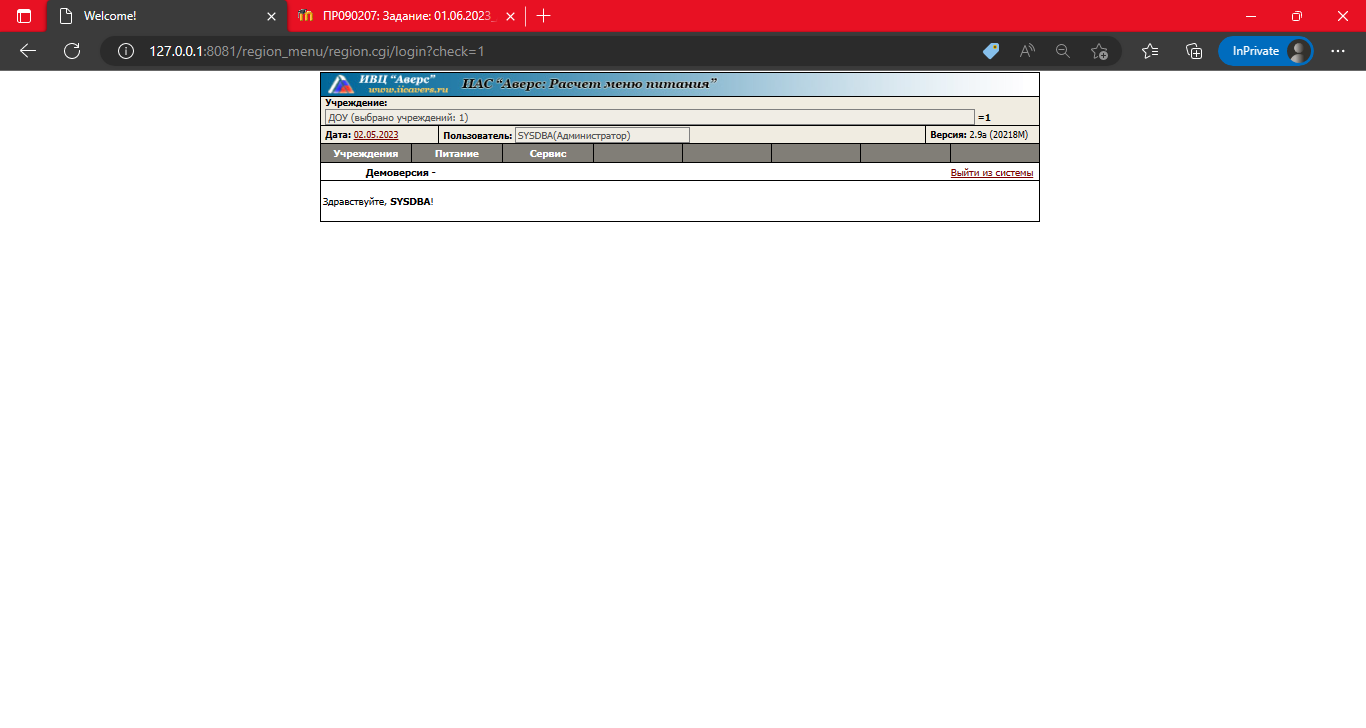 Welcome!
ПР090207: Задание: 01.06.2023_
127.0.0.1:8081/region_menu/region.cgi/login?check=1
InPrivate
ИВЦ “Аверс”
www.iicavers.ru
ИАС “Аверс: Расчет меню питания”
Учреждение:
ДОУ (выбрано учреждений: 1) =1
Дата: 02.05.2023 Пользователь: SYSDBA(Администратор) Версия: 2.9a (20218M)
Учреждения Питание Сервис
Демоверсия - Выйти из системы
Здравствуйте, SYSDBA!